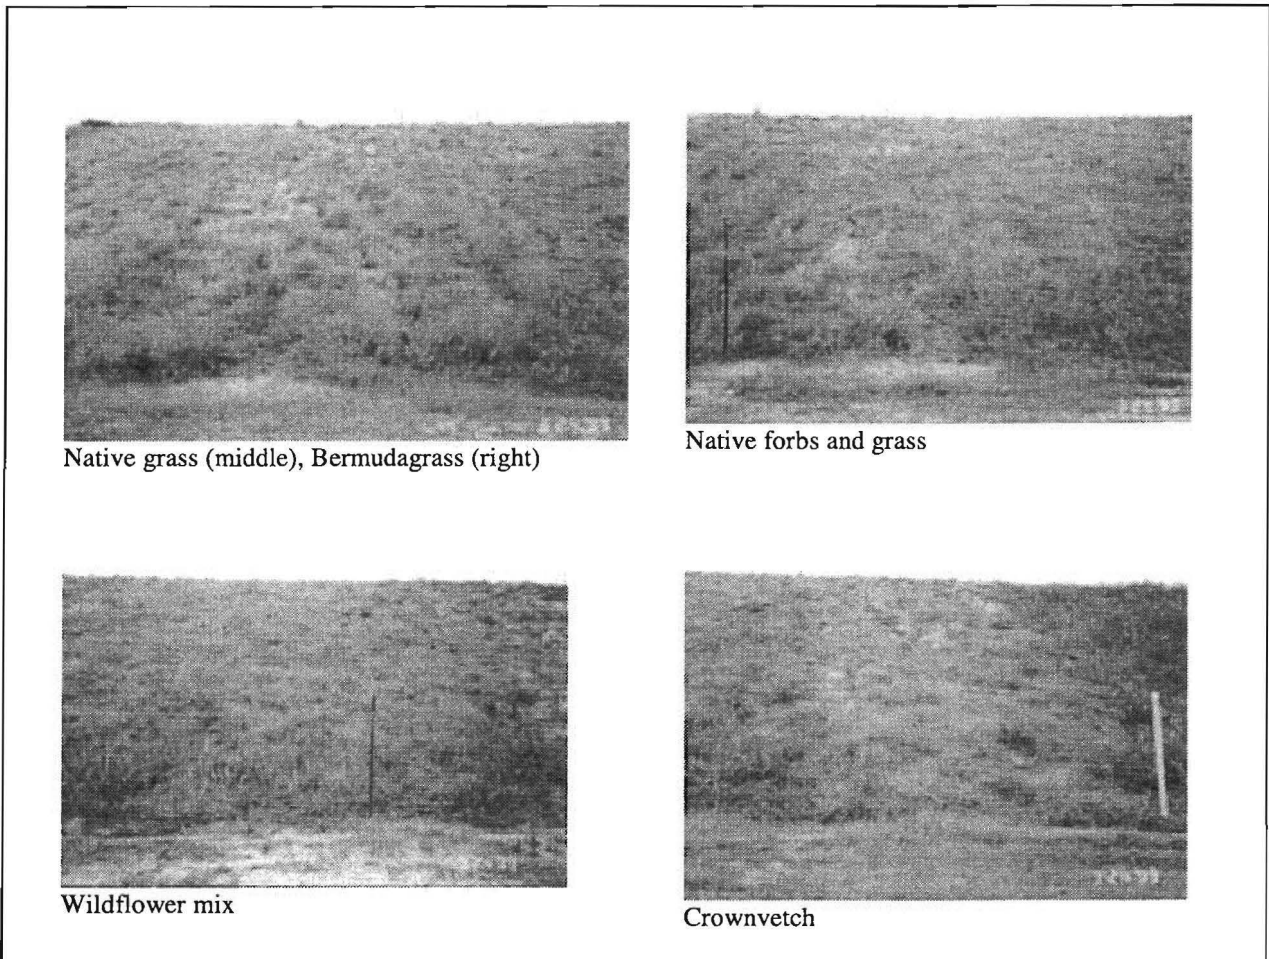 Native grass (middle), Bermudagrass (right)
Native forbs and grass
Wildflower mix
Crownvetch